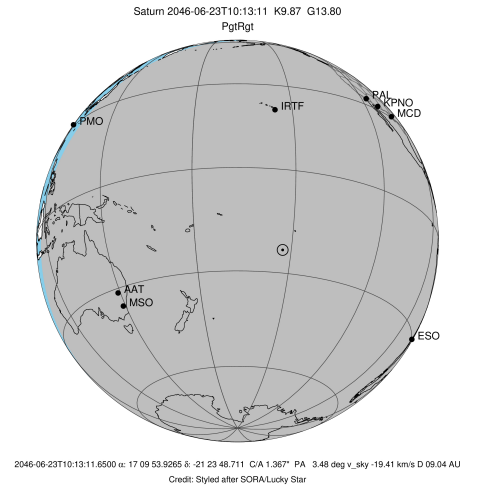 Saturn 2046-06-23T10:13:11 K9.87 G13.80
PgtRgt
PAL
KPNO
MCD
IRTF
PMO
AAT
MSO
ESO
2046-06-23T10:13:11.6500 α: 17 09 53.9265 δ: -21 23 48.711 C/A 1.367" PA 3.48 deg v_sky -19.41 km/s D 09.04 AU
Credit: Styled after SORA/Lucky Star